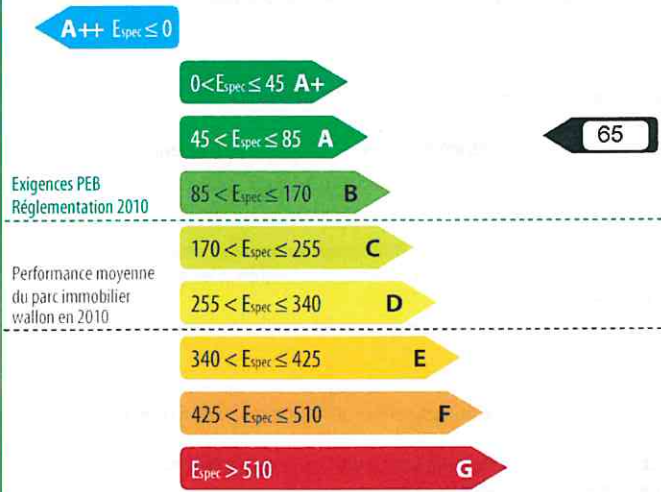 A++ Espec ≤ 0
0 < Espec ≤ 45 A+
45 < Espec ≤ 85 A
65
Exigences PEB
Réglementation 2010
85 < Espec ≤ 170 B
170 < Espec ≤ 255 C
Performance moyenne
du parc immobilier
wallon en 2010
255 < Espec ≤ 340 D
340 < Espec ≤ 425 E
425 < Espec ≤ 510 F
Espec > 510 G